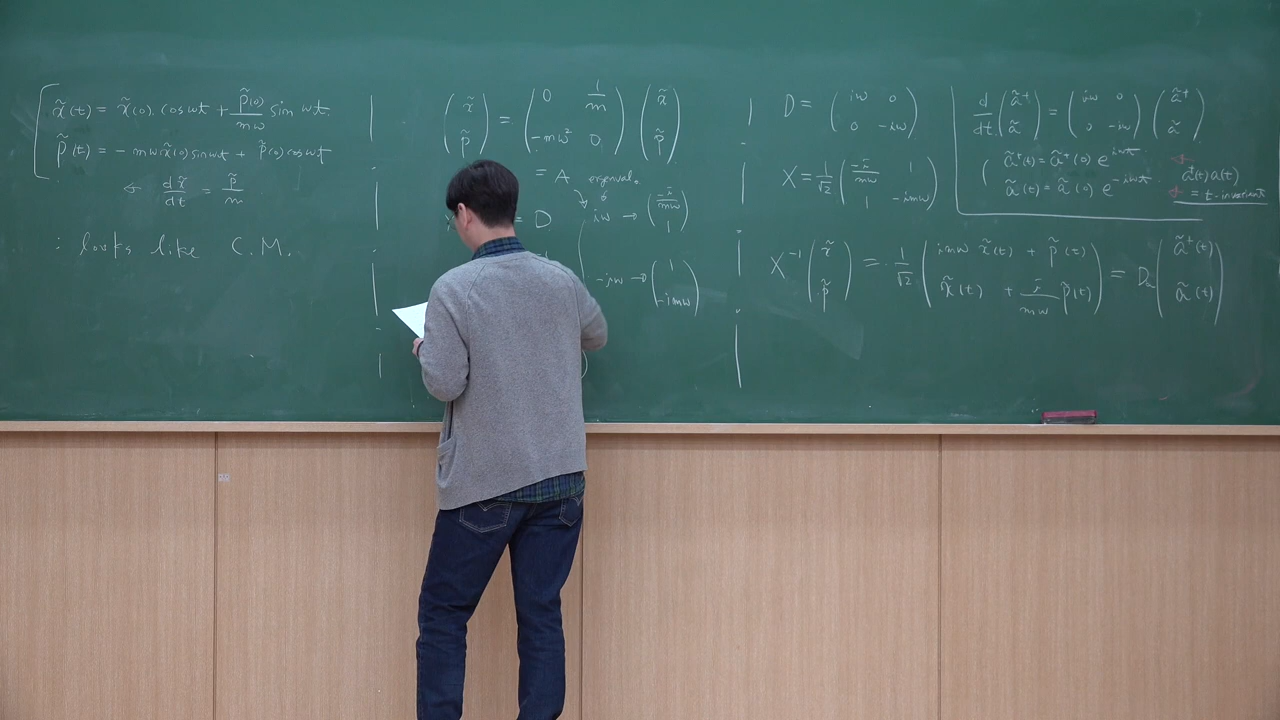 x̃(t) = x̃(0) cos ωt + p̃(0)/mω sin ωt.
p̃(t) = - mω x̃(0) sin ωt + p̃(0) cos ωt
dx̃/dt = p̃/m
: looks like C.M.
(x̃ p̃) = (0 1/m -mω² 0) (x̃ p̃)
= A eigenval.
= D
iω → (-i/mω 1)
-iω → (1 -imω)
D = (iω 0 0 -iω)
X = 1/√2 (-i/mω 1 1 -imω)
X⁻¹ (x̃ p̃) = 1/√2 (imω x̃(t) + p̃(t) x̃(t) + i/mω p̃(t)) = (ã†(t) ã(t))
d/dt (ㆍã† ã) = (iω 0 0 -iω) (ã† ã)
ã†(t) = ã†(0) e^iωt
ã(t) = ã(0) e^-iωt
ã†(t) a(t)
= t-invariant